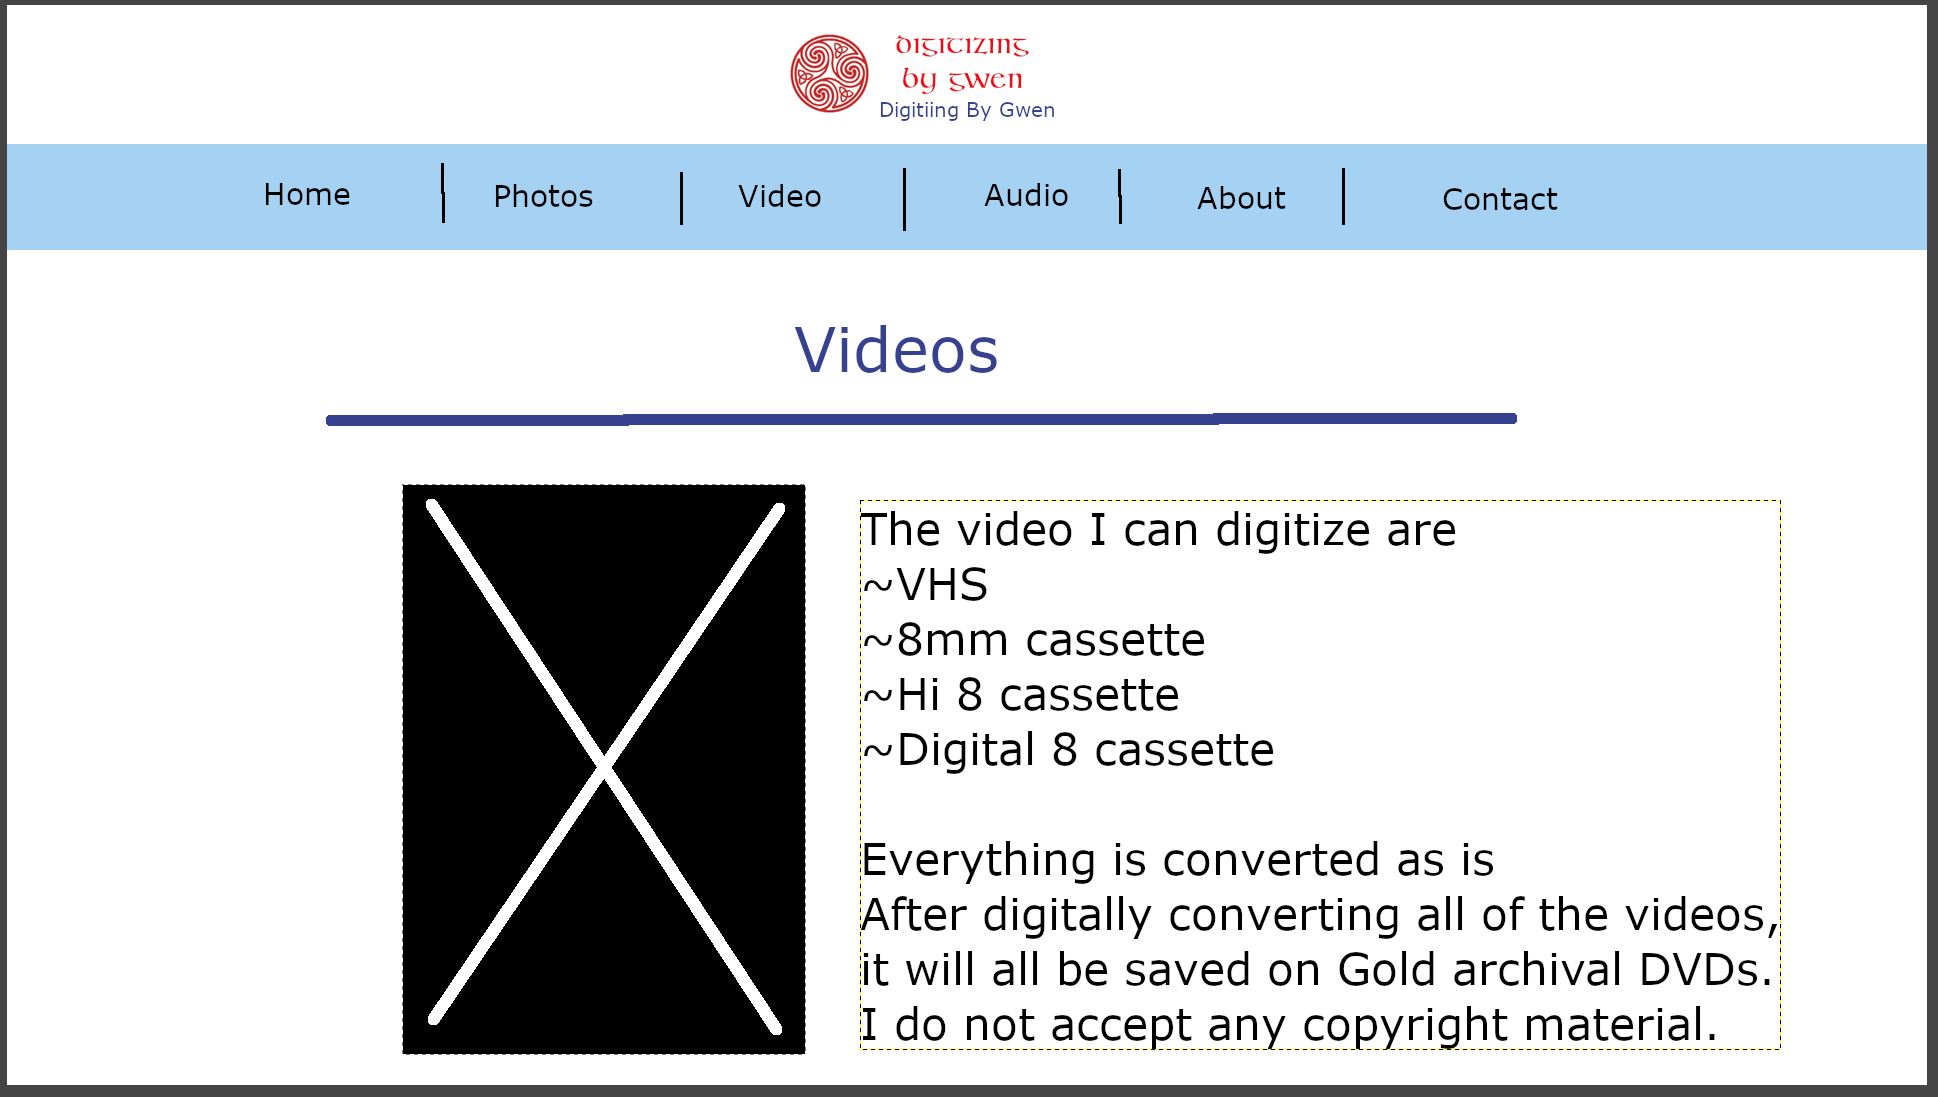 digitizing
by gwen
Digitiing By Gwen
Home
Photos
Video
Audio
About
Contact
Videos
The video I can digitize are
~VHS
~8mm cassette
~Hi 8 cassette
~Digital 8 cassette
Everything is converted as is
After digitally converting all of the videos,
it will all be saved on Gold archival DVDs.
I do not accept any copyright material.